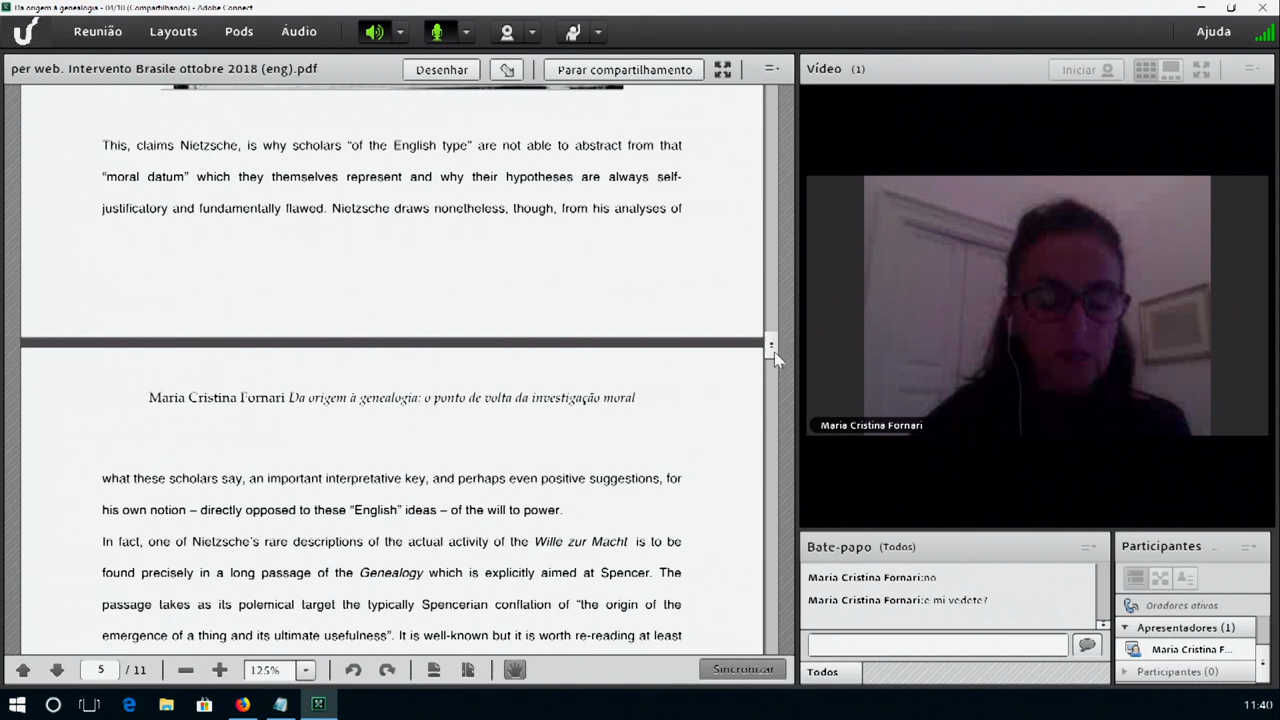 Da origem à genealogia - 04/10 (Compartilhando) - Adobe Connect
Reunião Layouts Pods Áudio Ajuda
per web. Intervento Brasile ottobre 2018 (eng).pdf Desenhar Parar compartilhamento
This, claims Nietzsche, is why scholars “of the English type” are not able to abstract from that
“moral datum” which they themselves represent and why their hypotheses are always self-
justificatory and fundamentally flawed. Nietzsche draws nonetheless, though, from his analyses of
Maria Cristina Fornari Da origem à genealogia: o ponto de volta da investigação moral
what these scholars say, an important interpretative key, and perhaps even positive suggestions, for
his own notion – directly opposed to these “English” ideas – of the will to power.
In fact, one of Nietzsche’s rare descriptions of the actual activity of the Wille zur Macht is to be
found precisely in a long passage of the Genealogy which is explicitly aimed at Spencer. The
passage takes as its polemical target the typically Spencerian conflation of “the origin of the
emergence of a thing and its ultimate usefulness”. It is well-known but it is worth re-reading at least
5 / 11 125% Sincronizar
Vídeo (1) Iniciar
Maria Cristina Fornari
Bate-papo (Todos)
Maria Cristina Fornari:no
Maria Cristina Fornari:e mi vedete?
Todos
Participantes ...
Oradores ativos
Apresentadores (1)
Maria Cristina F...
Participantes (0)
11:40